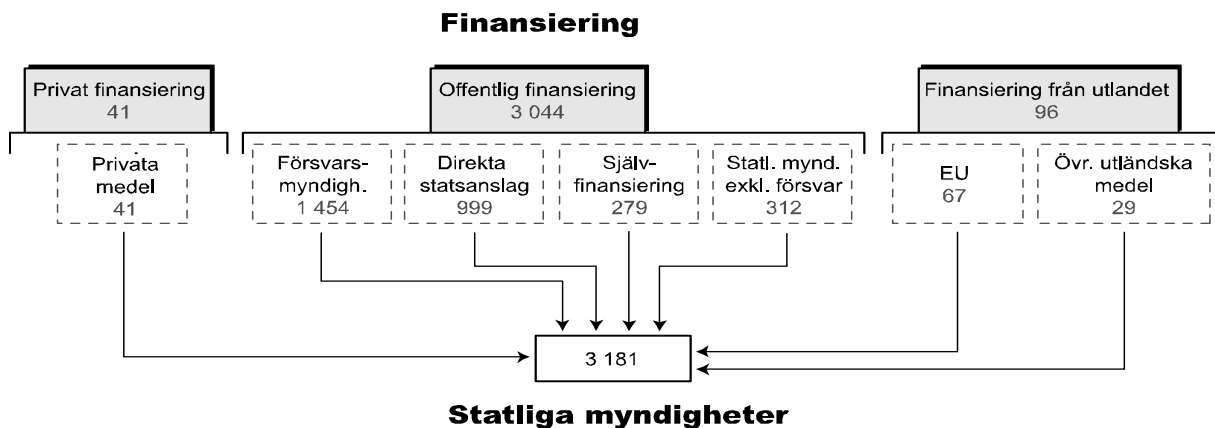 Finansiering
Privat finansiering
41
Offentlig finansiering
3 044
Finansiering från utlandet
96
Privata
medel
41
Försvars-
myndigh.
1 454
Direkta
statsanslag
999
Själv-
finansiering
279
Statl. mynd.
exkl. försvar
312
EU
67
Övr. utländska
medel
29
3 181
Statliga myndigheter